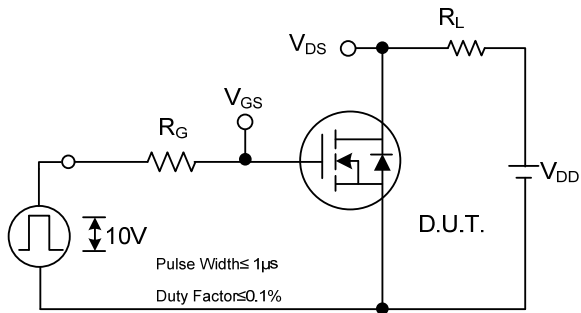 RL
VDS
VGS
RG
VDD
D.U.T.
10V
Pulse Width≤ 1μs
Duty Factor≤0.1%